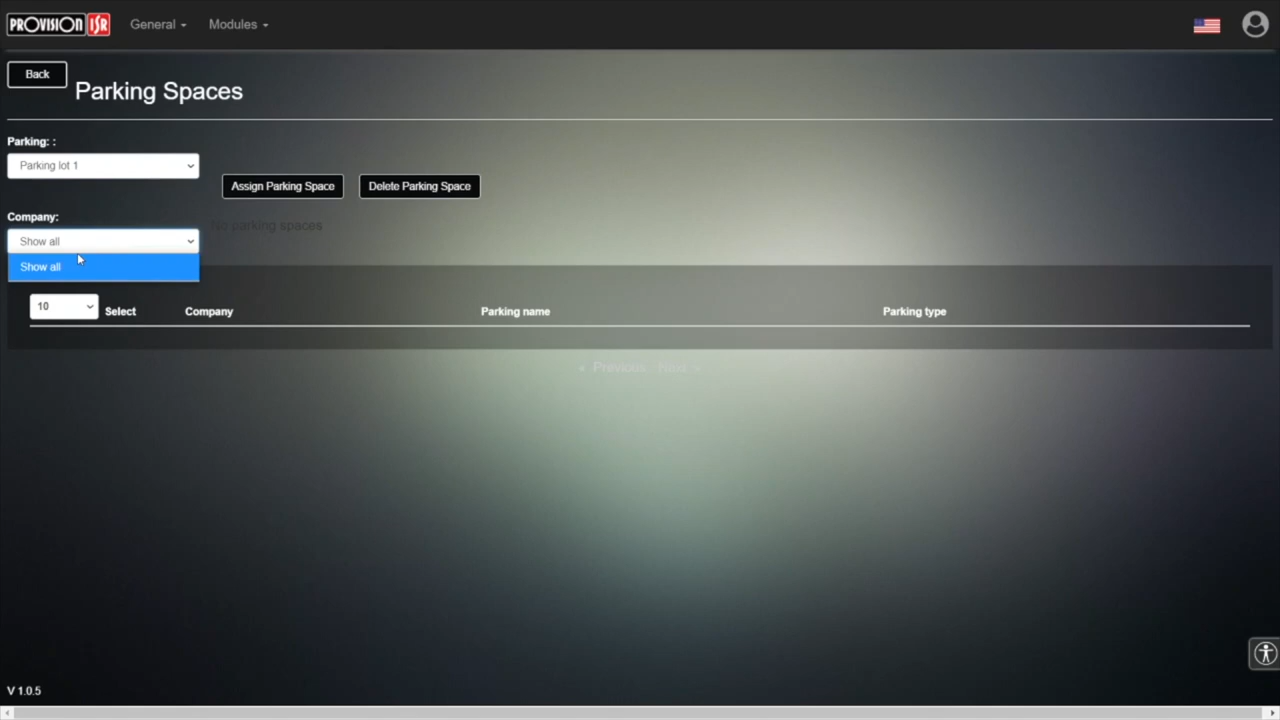 PROVISION ISR General Modules
Back
Parking Spaces
Parking: :
Parking lot 1
Assign Parking Space Delete Parking Space
Company:
No parking spaces
Show all
Show all
10 Select Company Parking name Parking type
« Previous Next »
V 1.0.5